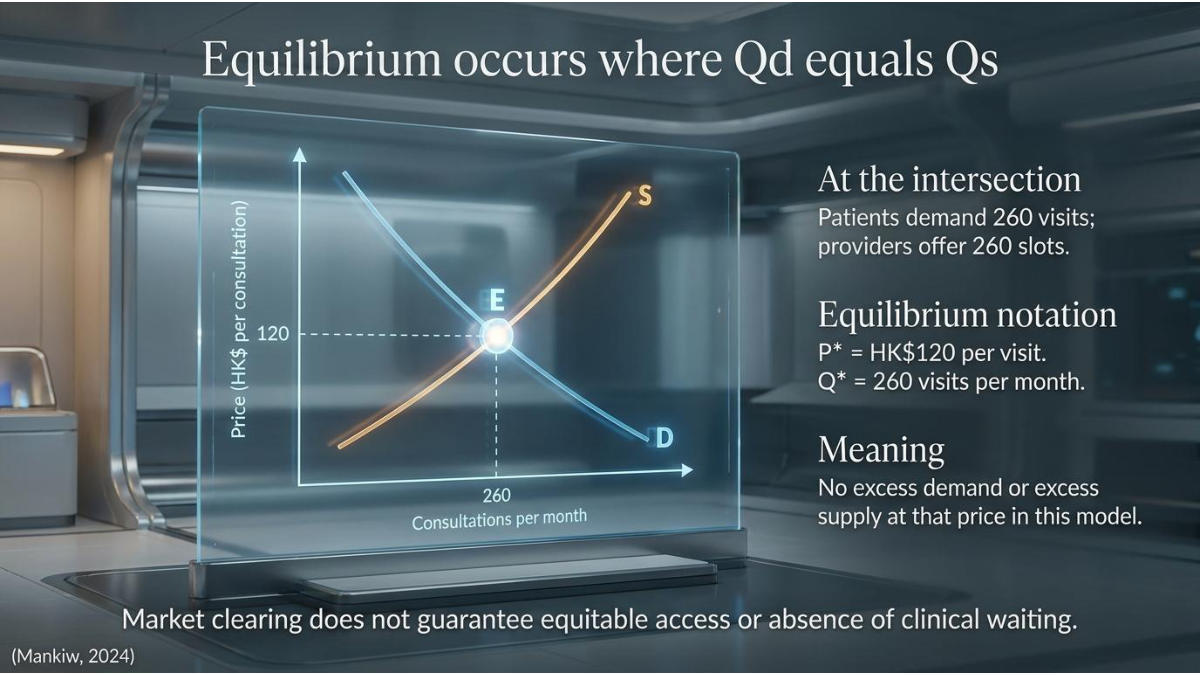 Equilibrium occurs where Qd equals Qs
Price (HK$ per consultation)
120
E
S
D
260
Consultations per month
At the intersection
Patients demand 260 visits;
providers offer 260 slots.
Equilibrium notation
P* = HK$120 per visit.
Q* = 260 visits per month.
Meaning
No excess demand or excess
supply at that price in this model.
Market clearing does not guarantee equitable access or absence of clinical waiting.
(Mankiw, 2024)